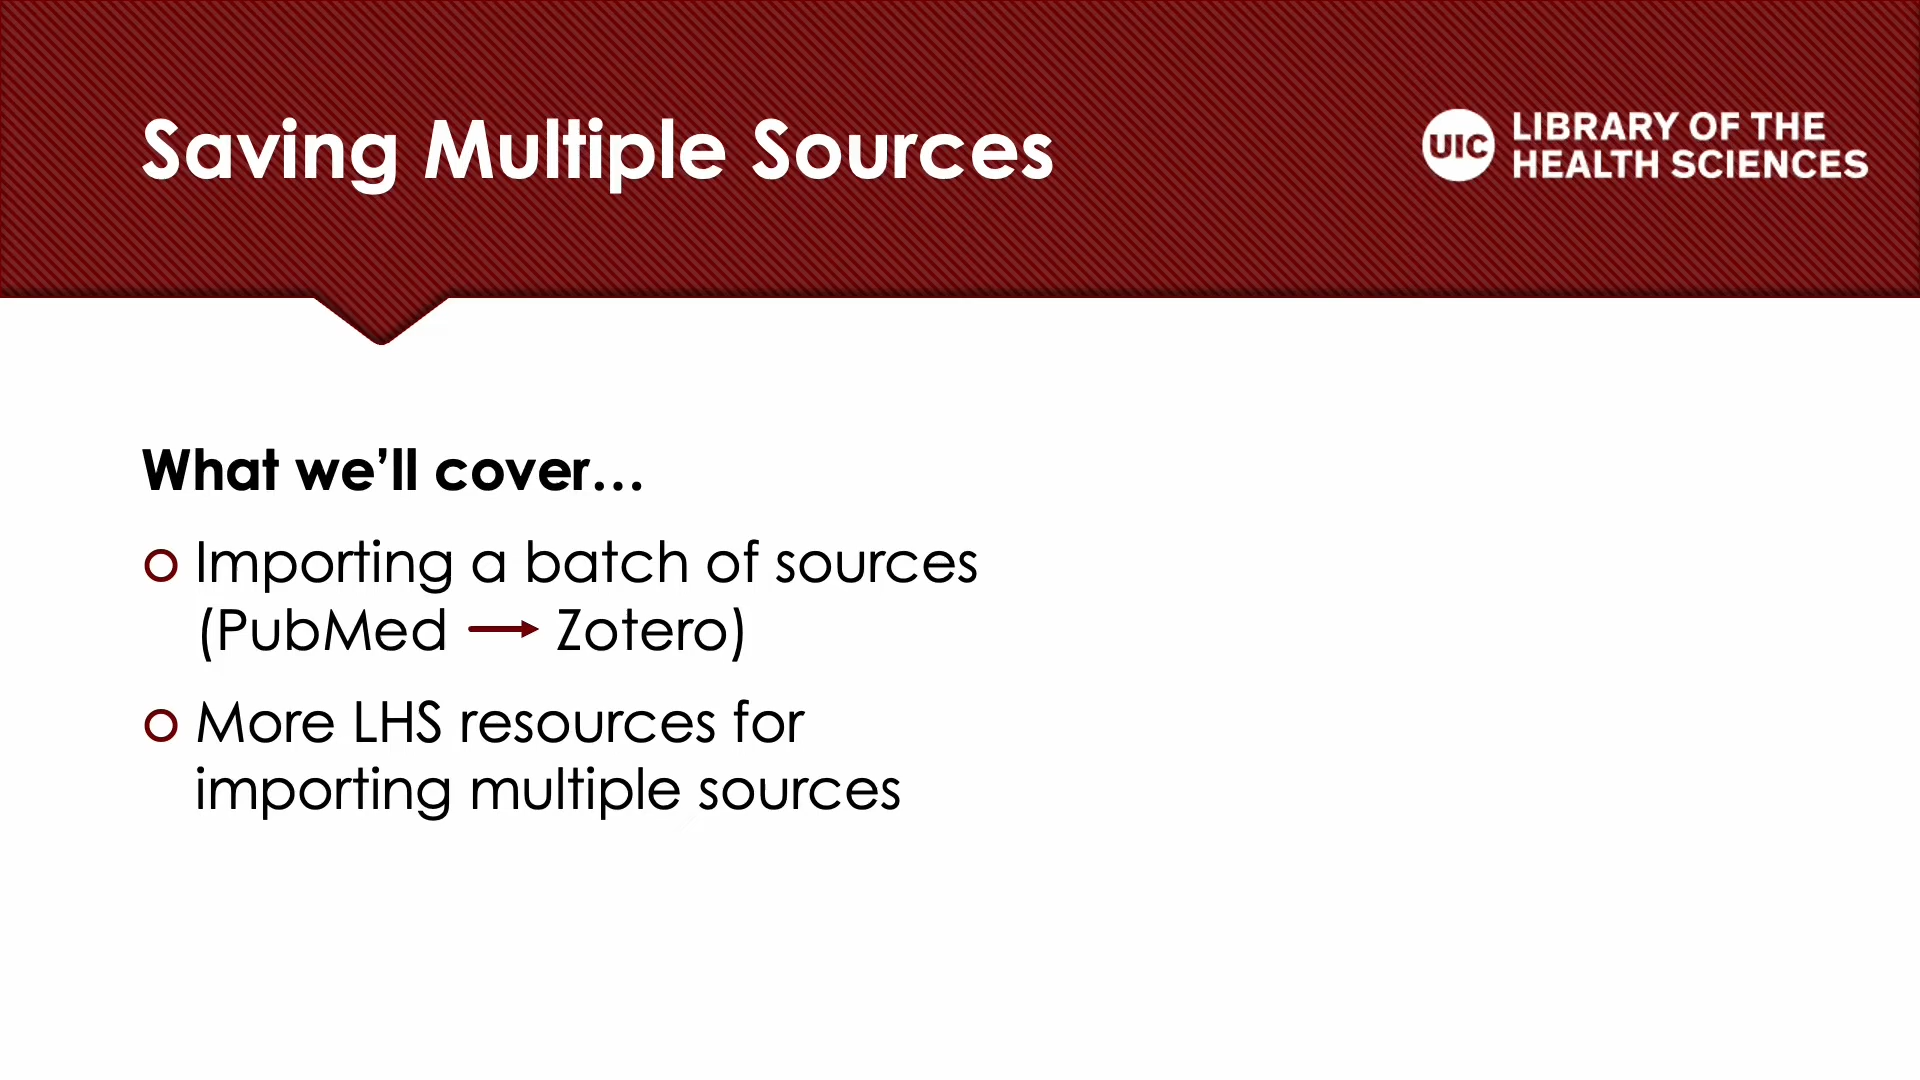 Saving Multiple Sources
UIC
LIBRARY OF THE
HEALTH SCIENCES
What we’ll cover…
Importing a batch of sources
(PubMed → Zotero)
More LHS resources for
importing multiple sources